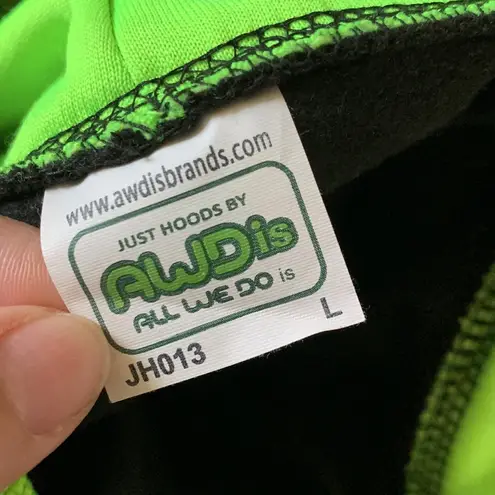 www.awdisbrands.com
JUST HOODS BY
AWDis
ALL WE DO is
JH013 L